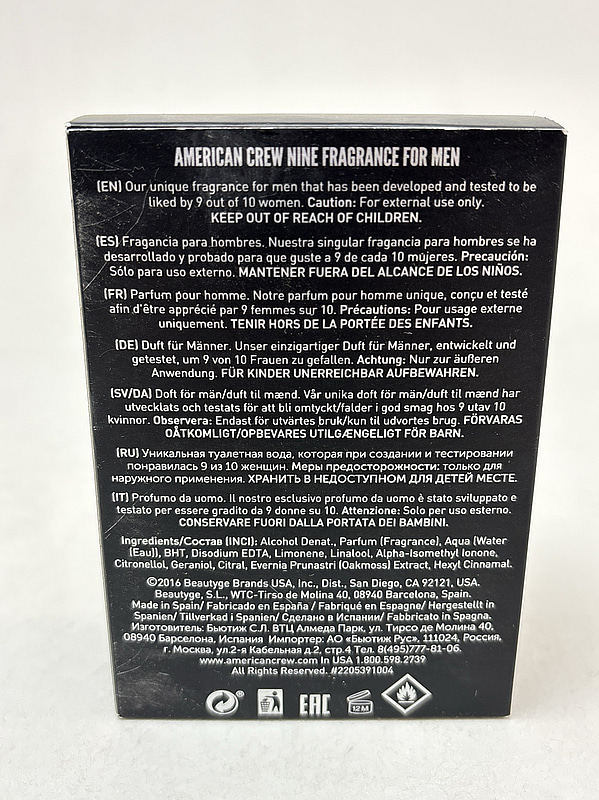 AMERICAN CREW NINE FRAGRANCE FOR MEN
(EN) Our unique fragrance for men that has been developed and tested to be
liked by 9 out of 10 women. Caution: For external use only.
KEEP OUT OF REACH OF CHILDREN.
(ES) Fragancia para hombres. Nuestra singular fragancia para hombres se ha
desarrollado y probado para que guste a 9 de cada 10 mujeres. Precaución:
Sólo para uso externo. MANTENER FUERA DEL ALCANCE DE LOS NIÑOS.
(FR) Parfum pour homme. Notre parfum pour homme unique, conçu et testé
afin d'être apprécié par 9 femmes sur 10. Précautions: Pour usage externe
uniquement. TENIR HORS DE LA PORTÉE DES ENFANTS.
(DE) Duft für Männer. Unser einzigartiger Duft für Männer, entwickelt und
getestet, um 9 von 10 Frauen zu gefallen. Achtung: Nur zur äußeren
Anwendung. FÜR KINDER UNERREICHBAR AUFBEWAHREN.
(SV/DA) Doft för män/duft til mænd. Vår unika doft för män/duft til mænd har
utvecklats och testats för att bli omtyckt/falder i god smag hos 9 utav 10
kvinnor. Observera: Endast för utvärtes bruk/kun til udvortes brug. FÖRVARAS
OÅTKOMLIGT/OPBEVARES UTILGÆNGELIGT FÖR BARN.
(RU) Уникальная туалетная вода, которая при создании и тестировании
понравилась 9 из 10 женщин. Меры предосторожности: только для
наружного применения. ХРАНИТЬ В НЕДОСТУПНОМ ДЛЯ ДЕТЕЙ МЕСТЕ.
(IT) Profumo da uomo. Il nostro esclusivo profumo da uomo è stato sviluppato e
testato per essere gradito da 9 donne su 10. Attenzione: Solo per uso esterno.
CONSERVARE FUORI DALLA PORTATA DEI BAMBINI.
Ingredients/Состав (INCI): Alcohol Denat., Parfum (Fragrance), Aqua (Water
(Eau)), BHT, Disodium EDTA, Limonene, Linalool, Alpha-Isomethyl Ionone,
Citronellol, Geraniol, Citral, Evernia Prunastri (Oakmoss) Extract, Hexyl Cinnamal.
©2016 Beautyge Brands USA, Inc., Dist., San Diego, CA 92121, USA.
Beautyge, S.L., WTC-Tirso de Molina 40, 08940 Barcelona, Spain.
Made in Spain/ Fabricado en España / Fabriqué en Espagne/ Hergestellt in
Spanien/ Tillverkad i Spanien/ Сделано в Испании/ Fabbricato in Spagna.
Изготовитель: Бьютиж С.Л. ВТЦ Алмеда Парк, ул. Тирсо де Молина 40,
08940 Барселона, Испания Импортер: АО «Бьютиж Рус», 111024, Россия,
г. Москва, ул.2-я Кабельная д.2, стр.4 Тел. 8(495)777-81-06.
www.americancrew.com In USA 1.800.598.2739
All Rights Reserved. #2205391004
EAC 12 M